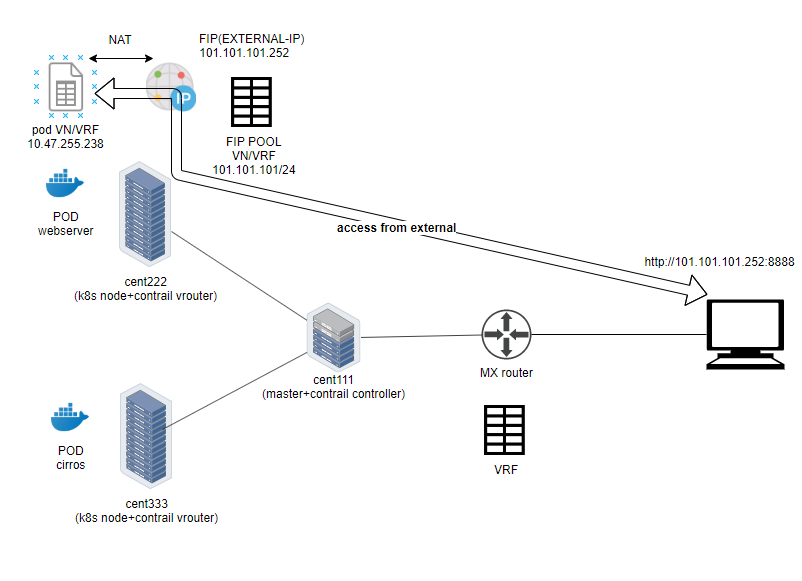 NAT
FIP(EXTERNAL-IP)
101.101.101.252
IP
pod VN/VRF
10.47.255.238
FIP POOL
VN/VRF
101.101.101/24
POD
webserver
access from external
http://101.101.101.252:8888
cent222
(k8s node+contrail vrouter)
cent111
(master+contrail controller)
MX router
POD
cirros
VRF
cent333
(k8s node+contrail vrouter)